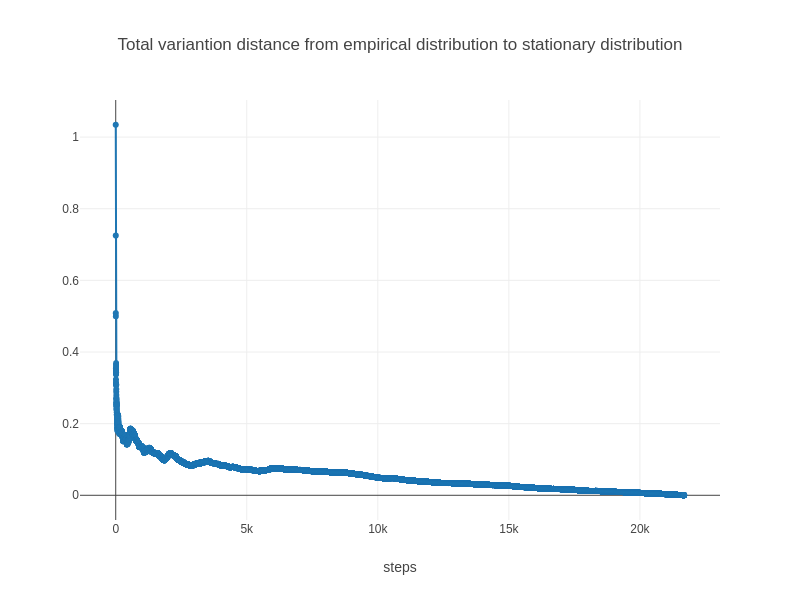 Total variantion distance from empirical distribution to stationary distribution
1
0.8
0.6
0.4
0.2
0
0 5k 10k 15k 20k
steps